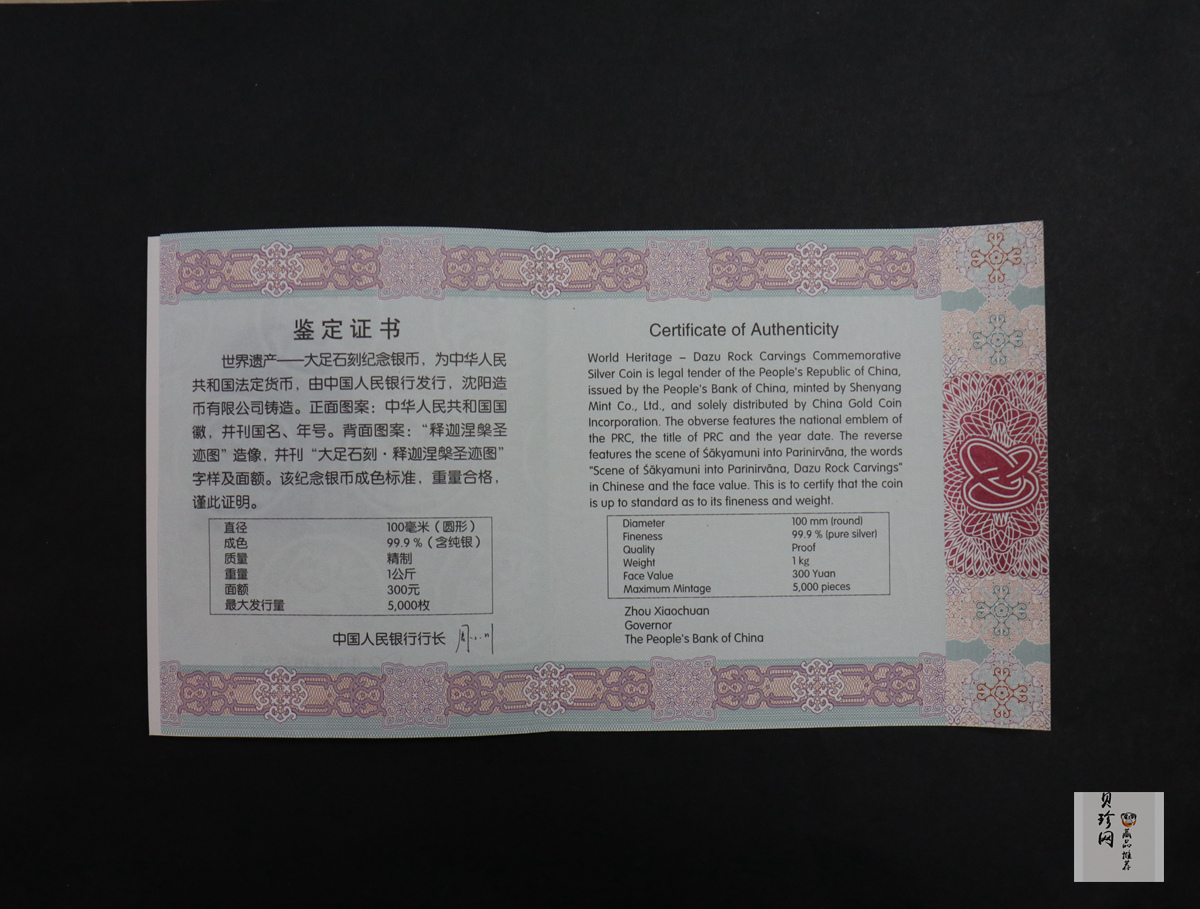 鉴定证书
世界遗产——大足石刻纪念银币，为中华人民
共和国法定货币，由中国人民银行发行，沈阳造
币有限公司铸造。正面图案：中华人民共和国国
徽，并刊国名、年号。背面图案：“释迦涅槃圣
迹图”造像，并刊“大足石刻·释迦涅槃圣迹图”
字样及面额。该纪念银币成色标准，重量合格，
谨此证明。
直径 100毫米（圆形）
成色 99.9％（含纯银）
质量 精制
重量 1公斤
面额 300元
最大发行量 5,000枚
中国人民银行行长
Certificate of Authenticity
World Heritage – Dazu Rock Carvings Commemorative
Silver Coin is legal tender of the People's Republic of China,
issued by the People's Bank of China, minted by Shenyang
Mint Co., Ltd., and solely distributed by China Gold Coin
Incorporation. The obverse features the national emblem of
the PRC, the title of PRC and the year date. The reverse
features the scene of Śākyamuni into Parinirvāna, the words
"Scene of Śākyamuni into Parinirvāna, Dazu Rock Carvings"
in Chinese and the face value. This is to certify that the coin
is up to standard as to its fineness and weight.
Diameter 100 mm (round)
Fineness 99.9 % (pure silver)
Quality Proof
Weight 1 kg
Face Value 300 Yuan
Maximum Mintage 5,000 pieces
Zhou Xiaochuan
Governor
The People's Bank of China
贝珍网
藏品推荐